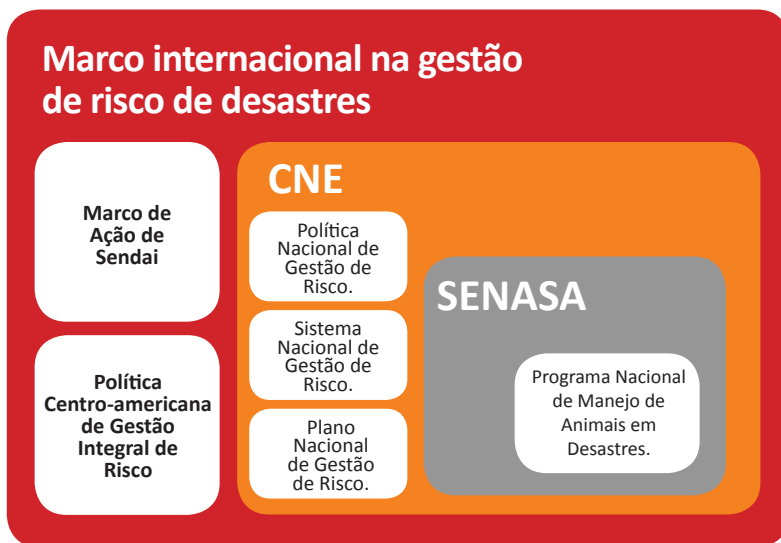 Marco internacional na gestão
de risco de desastres
Marco de
Ação de
Sendai
Política
Centro-americana
de Gestão
Integral de
Risco
CNE
Política
Nacional de
Gestão de
Risco.
Sistema
Nacional de
Gestão de
Risco.
Plano
Nacional
de Gestão
de Risco.
SENASA
Programa Nacional
de Manejo de
Animais em
Desastres.